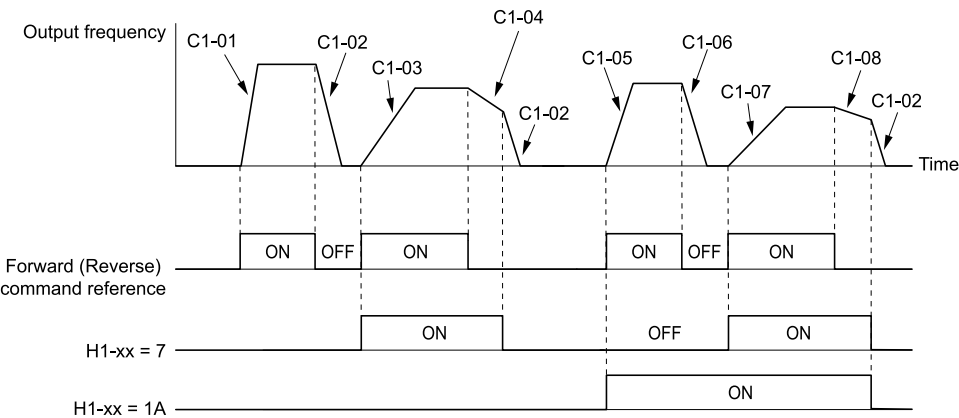 Output frequency
C1-01
C1-02
C1-03
C1-04
C1-02
C1-05
C1-06
C1-07
C1-08
C1-02
Time
Forward (Reverse)
command reference
ON
OFF
ON
ON
OFF
ON
H1-xx = 7
ON
OFF
ON
H1-xx = 1A
ON